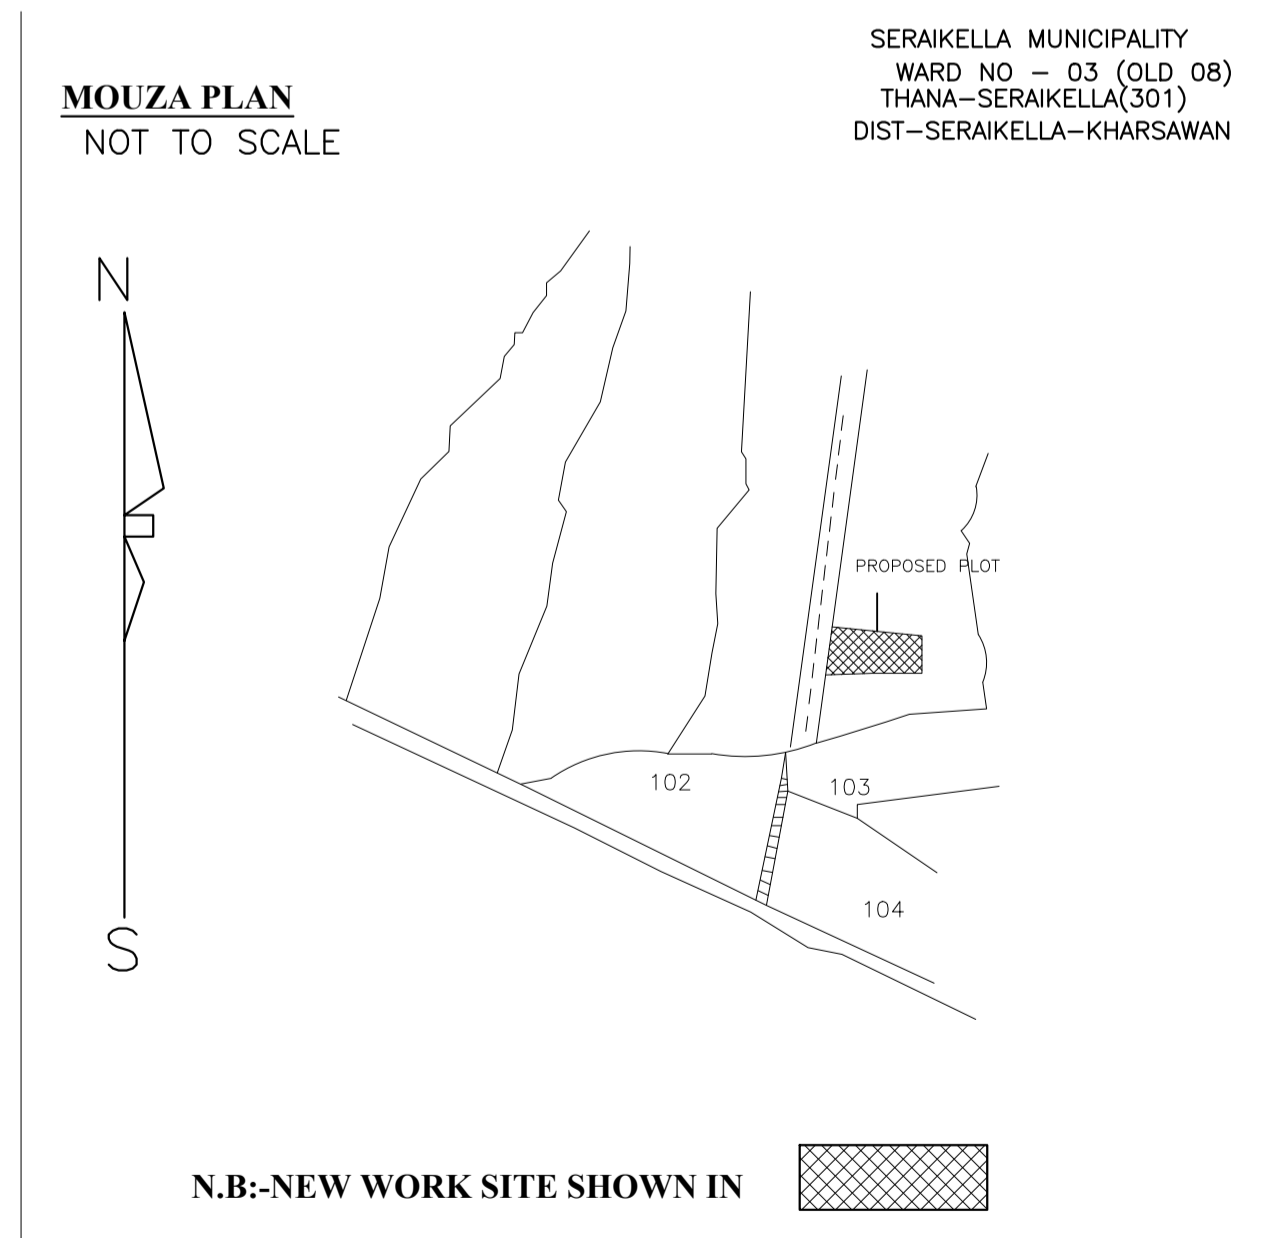 SERAIKELLA MUNICIPALITY
WARD NO - 03 (OLD 08)
THANA-SERAIKELLA(301)
DIST-SERAIKELLA-KHARSAWAN
MOUZA PLAN
NOT TO SCALE
N
PROPOSED PLOT
102
103
104
S
N.B:-NEW WORK SITE SHOWN IN